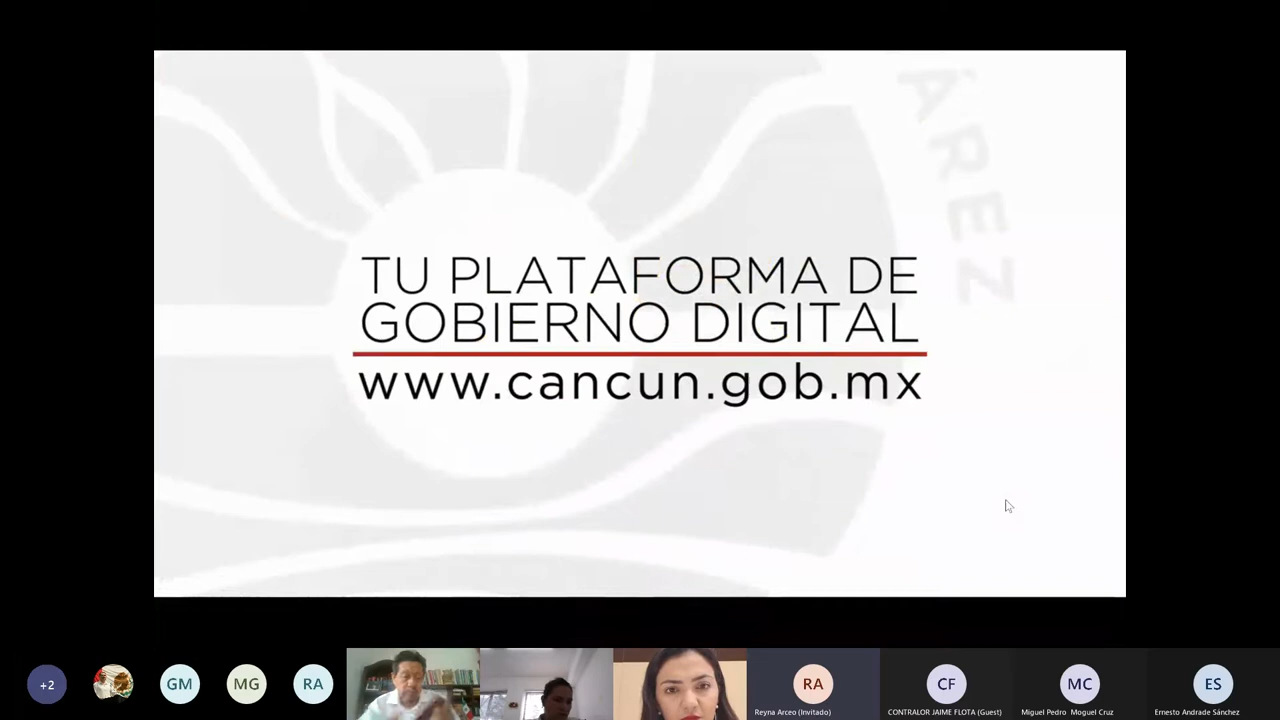 ÁREZ
TU PLATAFORMA DE
GOBIERNO DIGITAL
www.cancun.gob.mx
+2
GM
MG
RA
RA
Reyna Arceo (Invitado)
CF
CONTRALOR JAIME FLOTA (Guest)
MC
Miguel Pedro Moguel Cruz
ES
Ernesto Andrade Sánchez